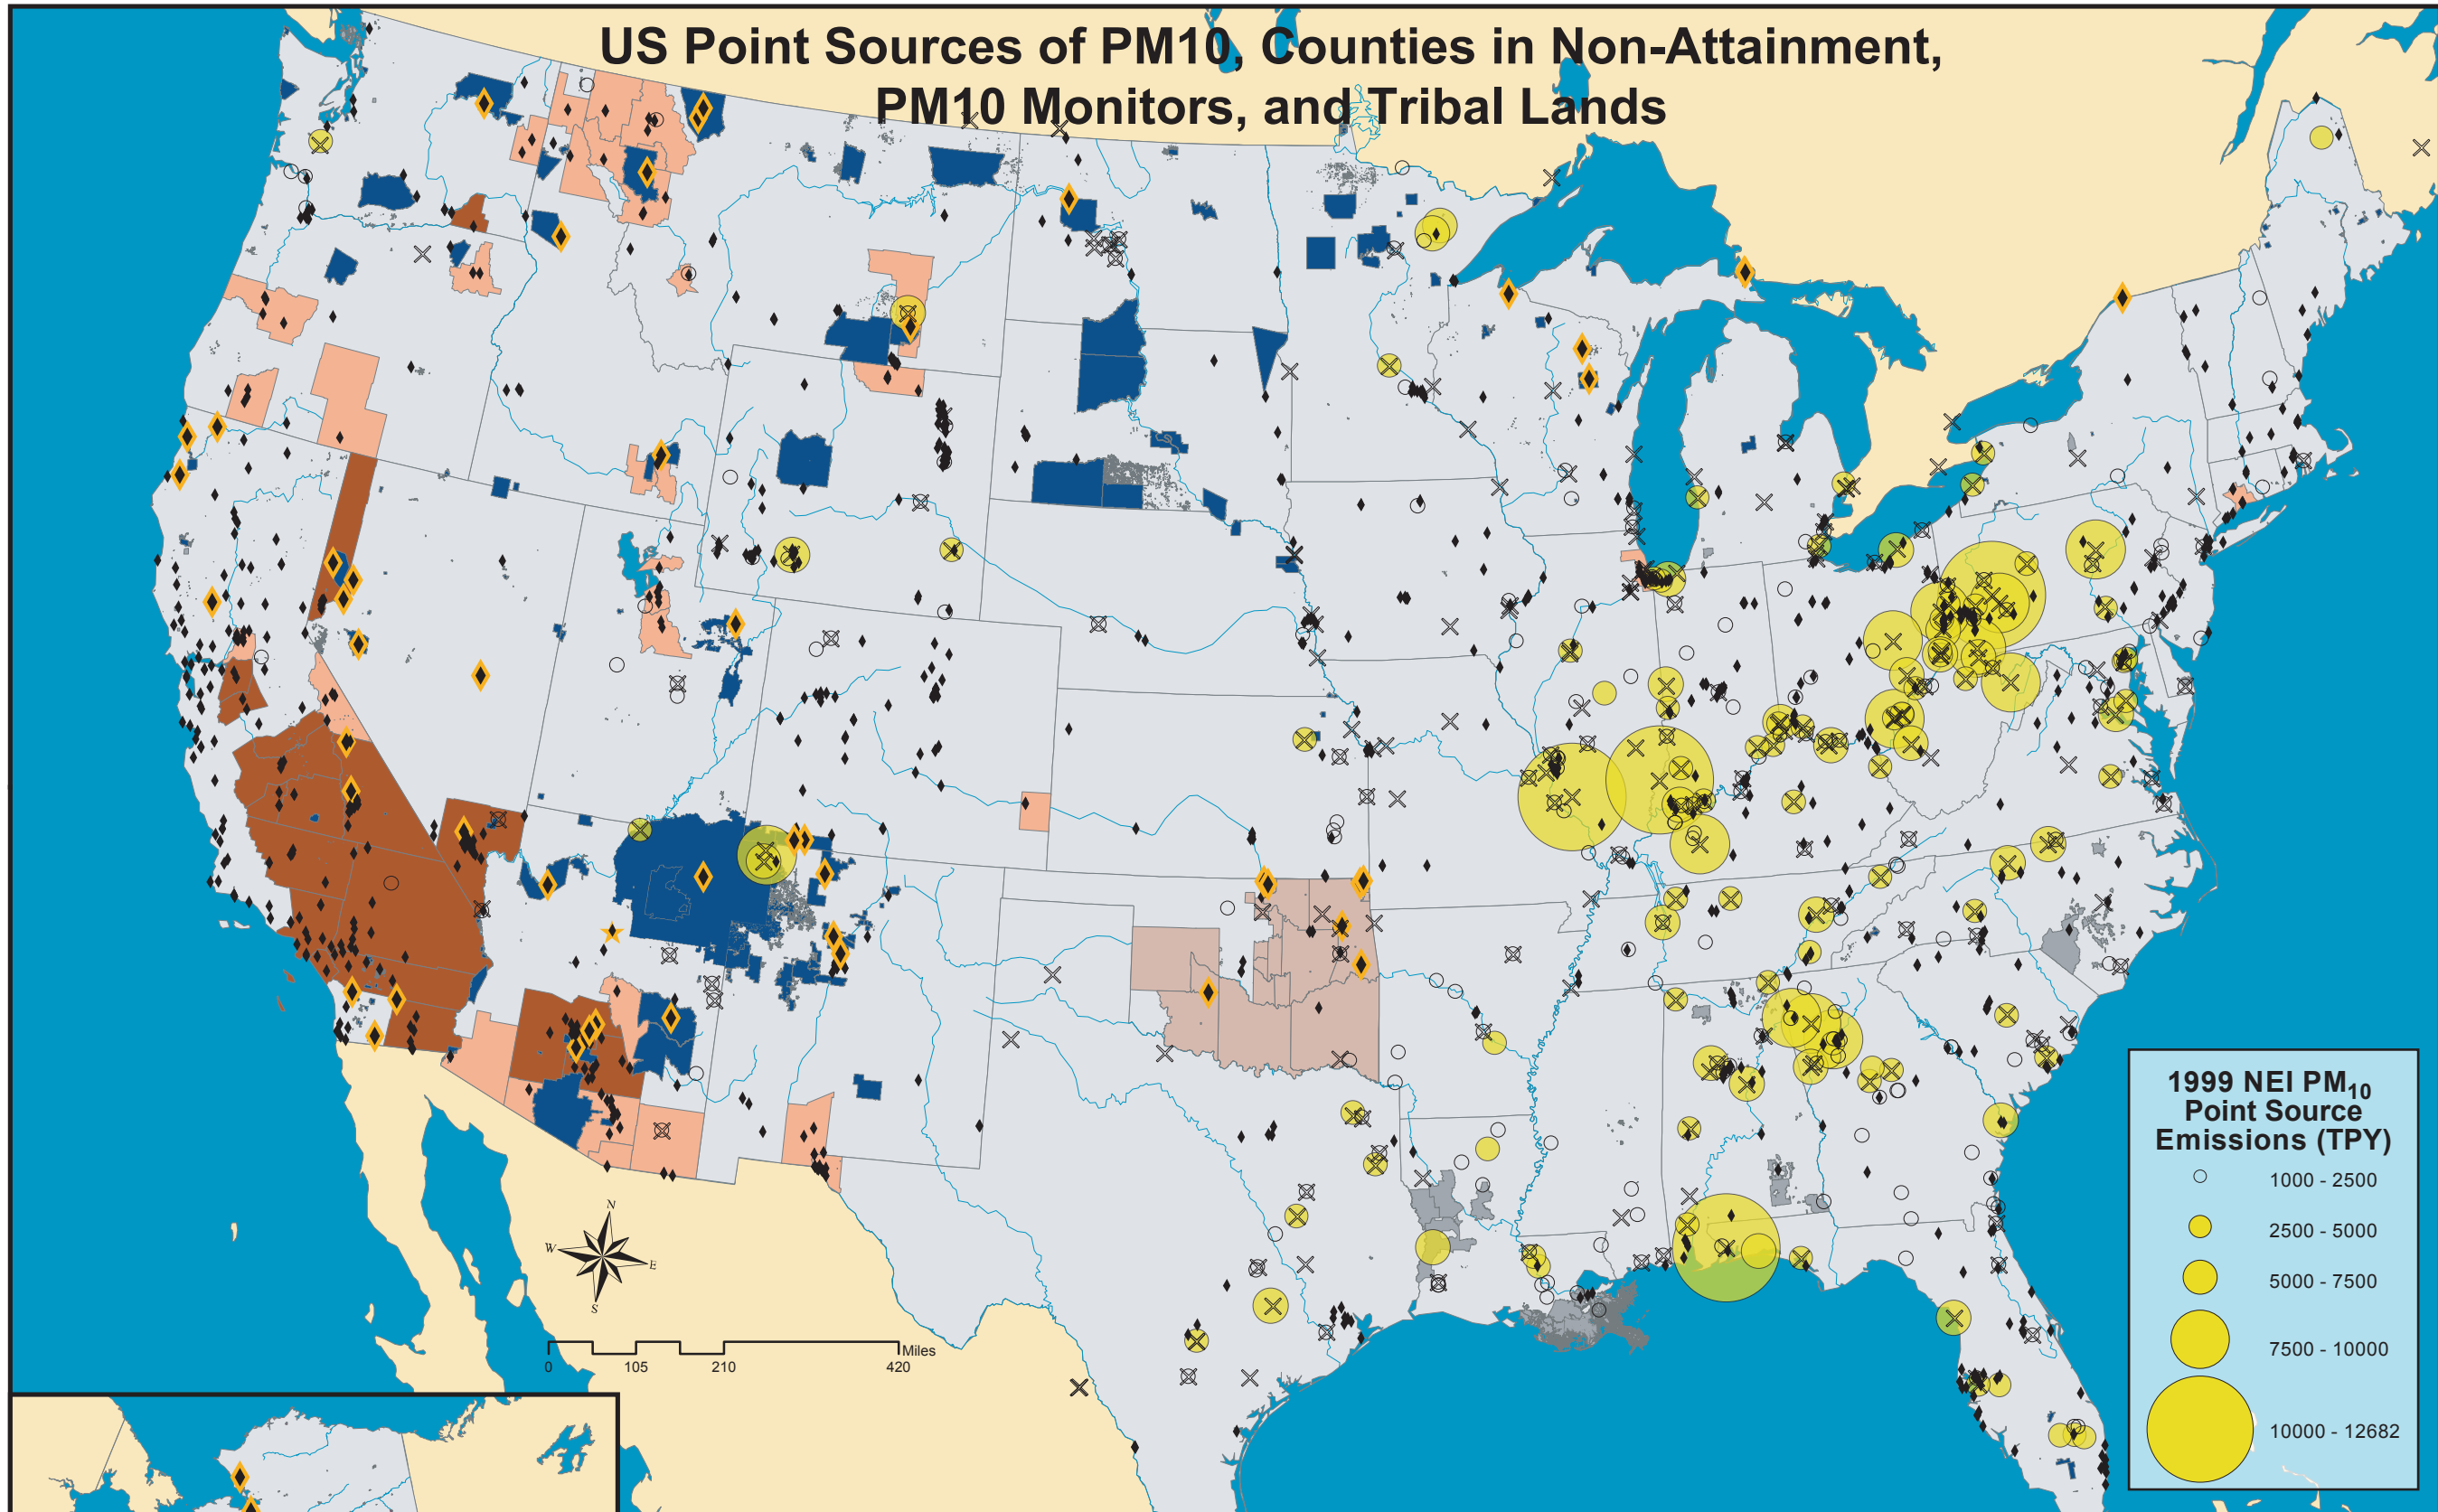 US Point Sources of PM10, Counties in Non-Attainment,
PM10 Monitors, and Tribal Lands
1999 NEI PM10
Point Source
Emissions (TPY)
1000 - 2500
2500 - 5000
5000 - 7500
7500 - 10000
10000 - 12682
N
W
E
S
Miles
0 105 210 420